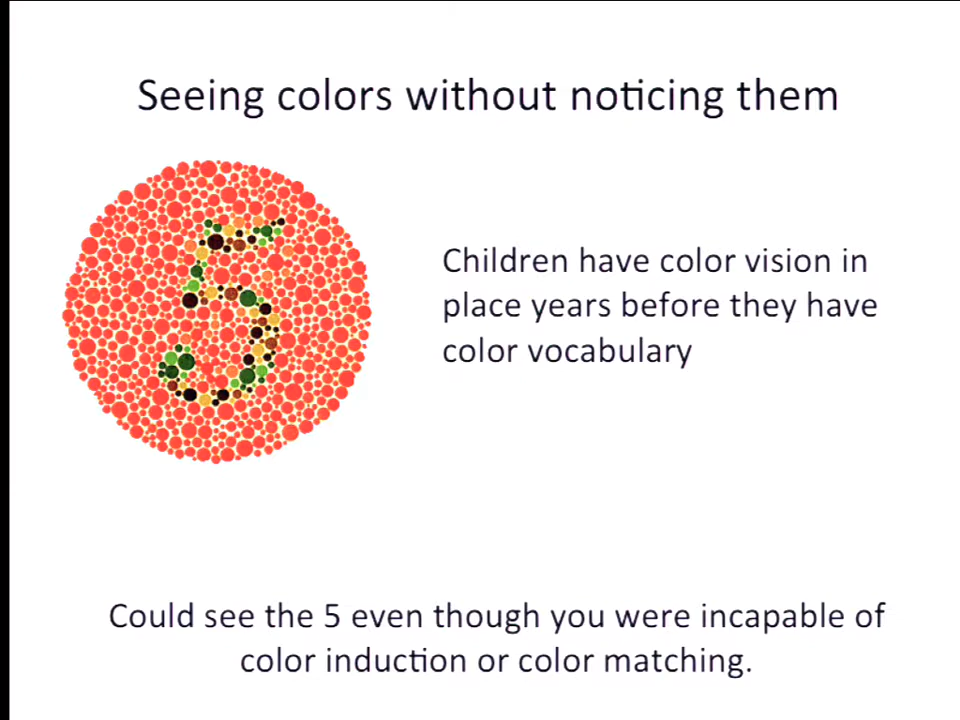 Seeing colors without noticing them
5
Children have color vision in
place years before they have
color vocabulary
Could see the 5 even though you were incapable of
color induction or color matching.